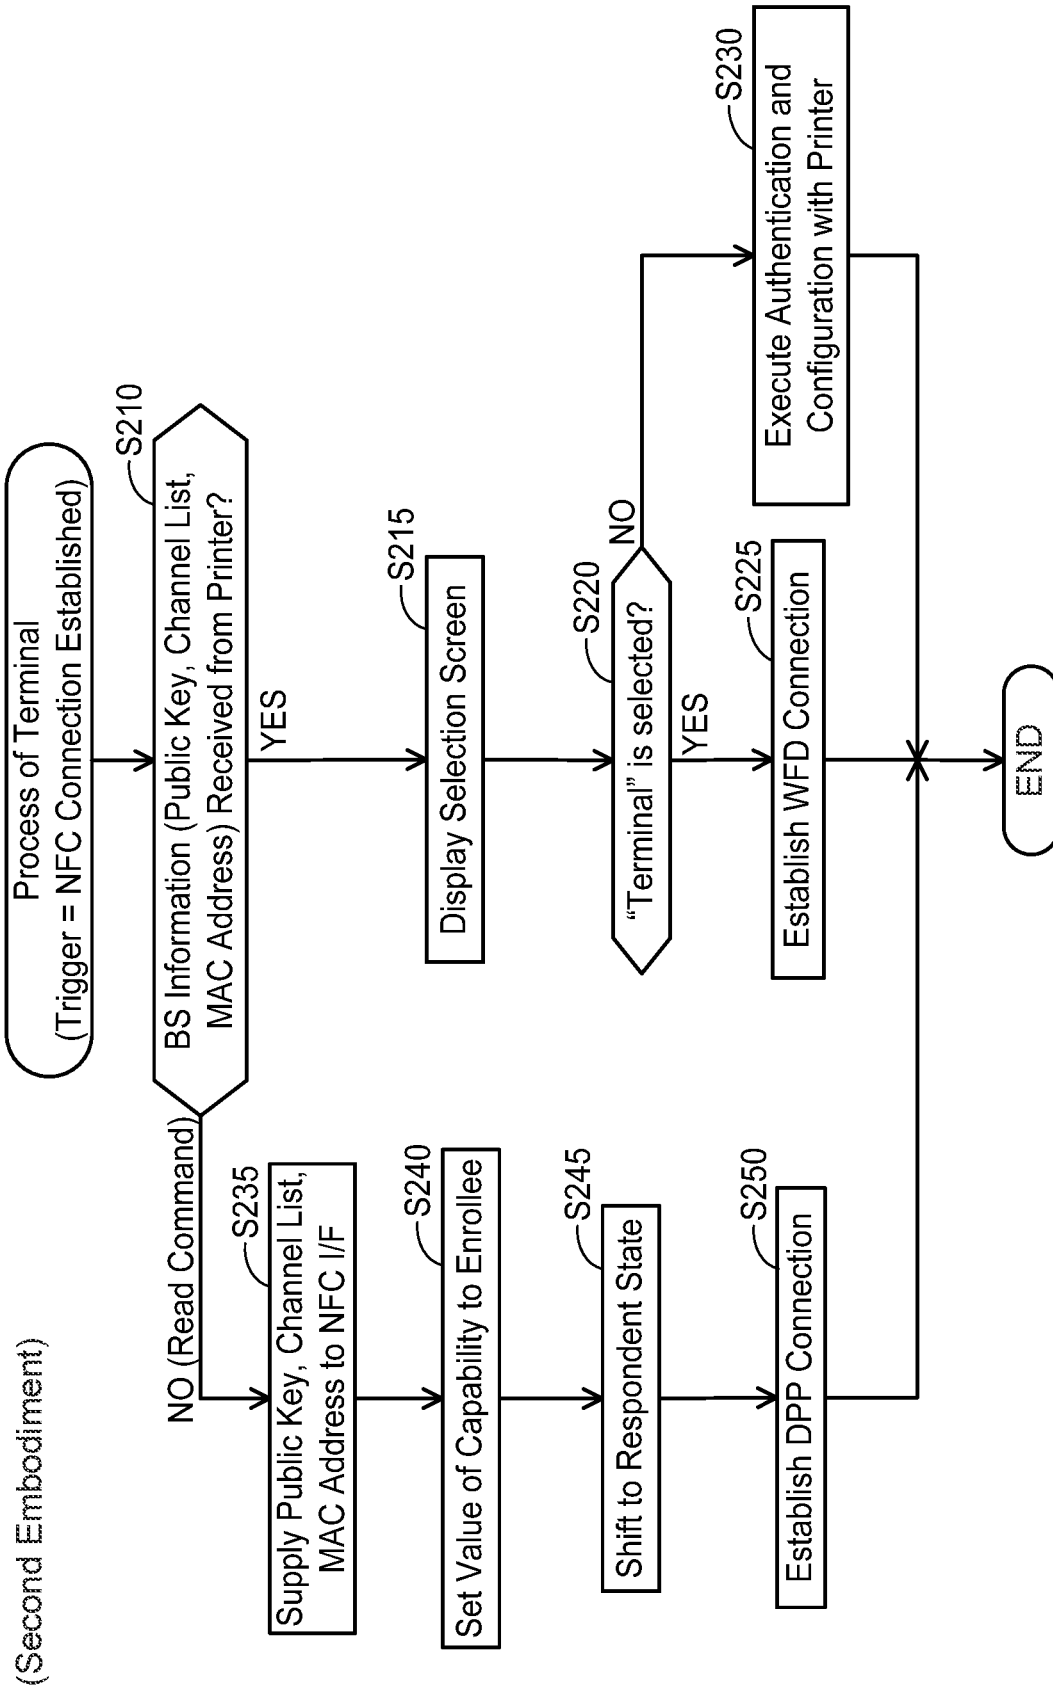 (Second Embodiment)
Process of Terminal
(Trigger = NFC Connection Established)
S210
BS Information (Public Key, Channel List,
MAC Address) Received from Printer?
NO (Read Command)
YES
S235
Supply Public Key, Channel List,
MAC Address to NFC I/F
S240
Set Value of Capability to Enrollee
S245
Shift to Respondent State
S250
Establish DPP Connection
S215
Display Selection Screen
S220
“Terminal” is selected?
NO
YES
S225
Establish WFD Connection
S230
Execute Authentication and
Configuration with Printer
END